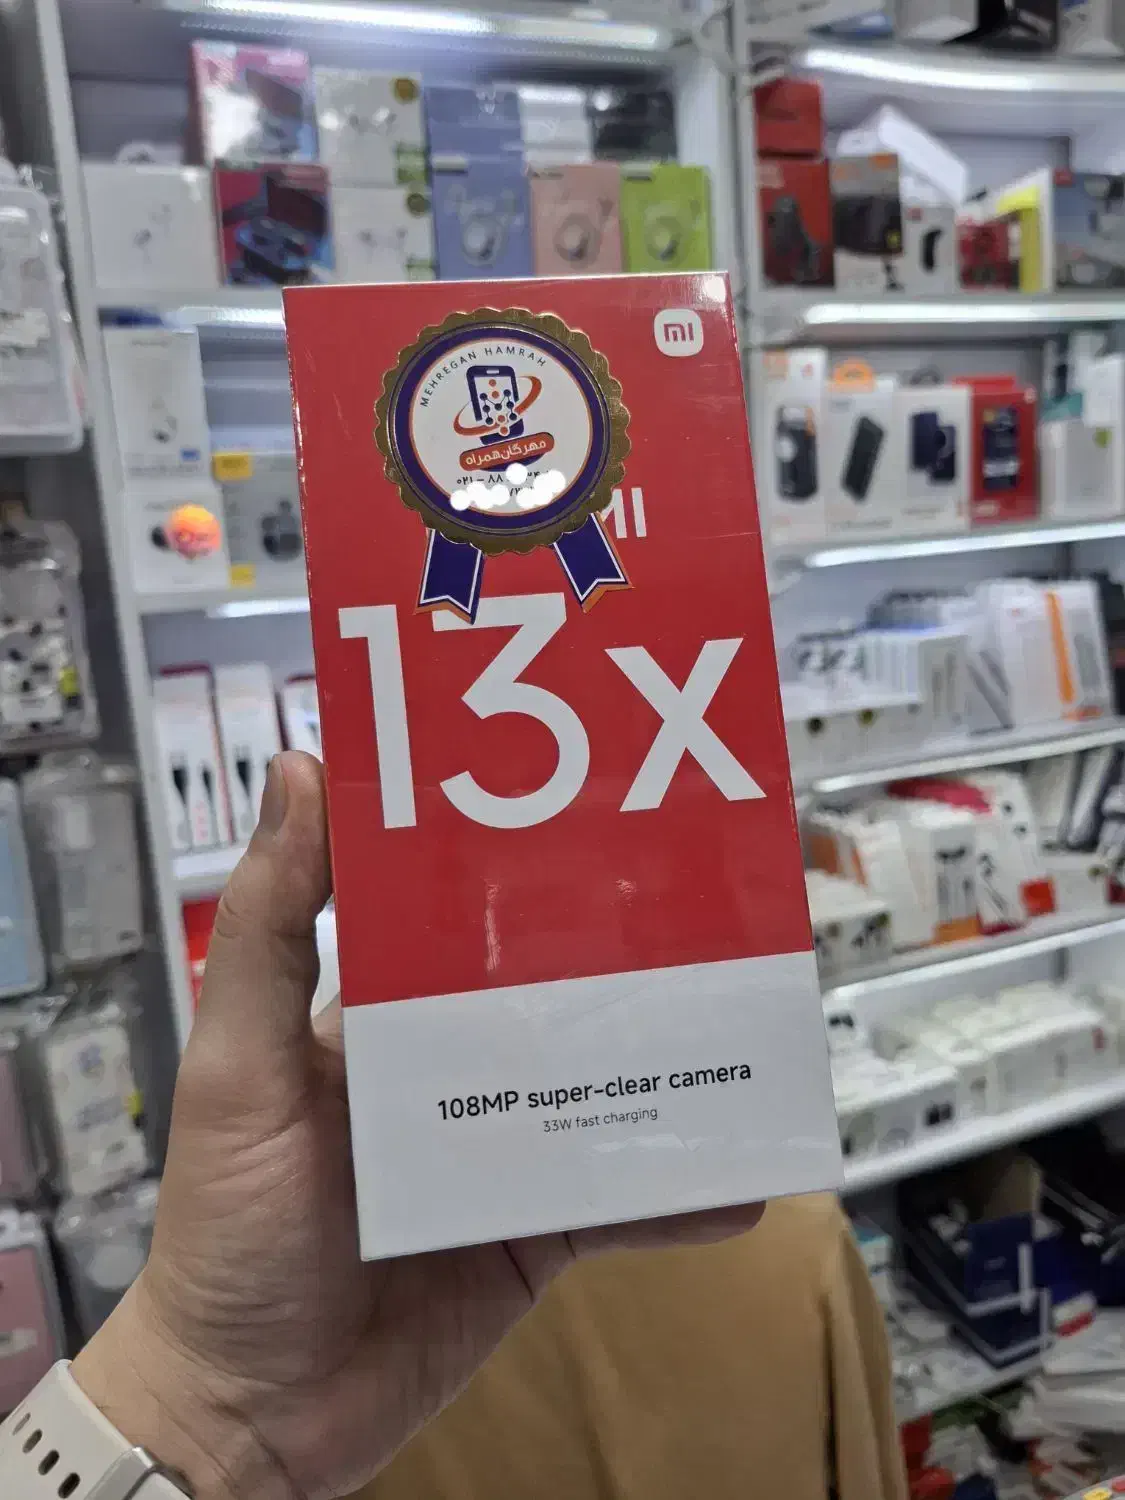 MEHREGAN HAMRAH
مهرگان همراه
mi
13x
108MP super-clear camera
33W fast charging